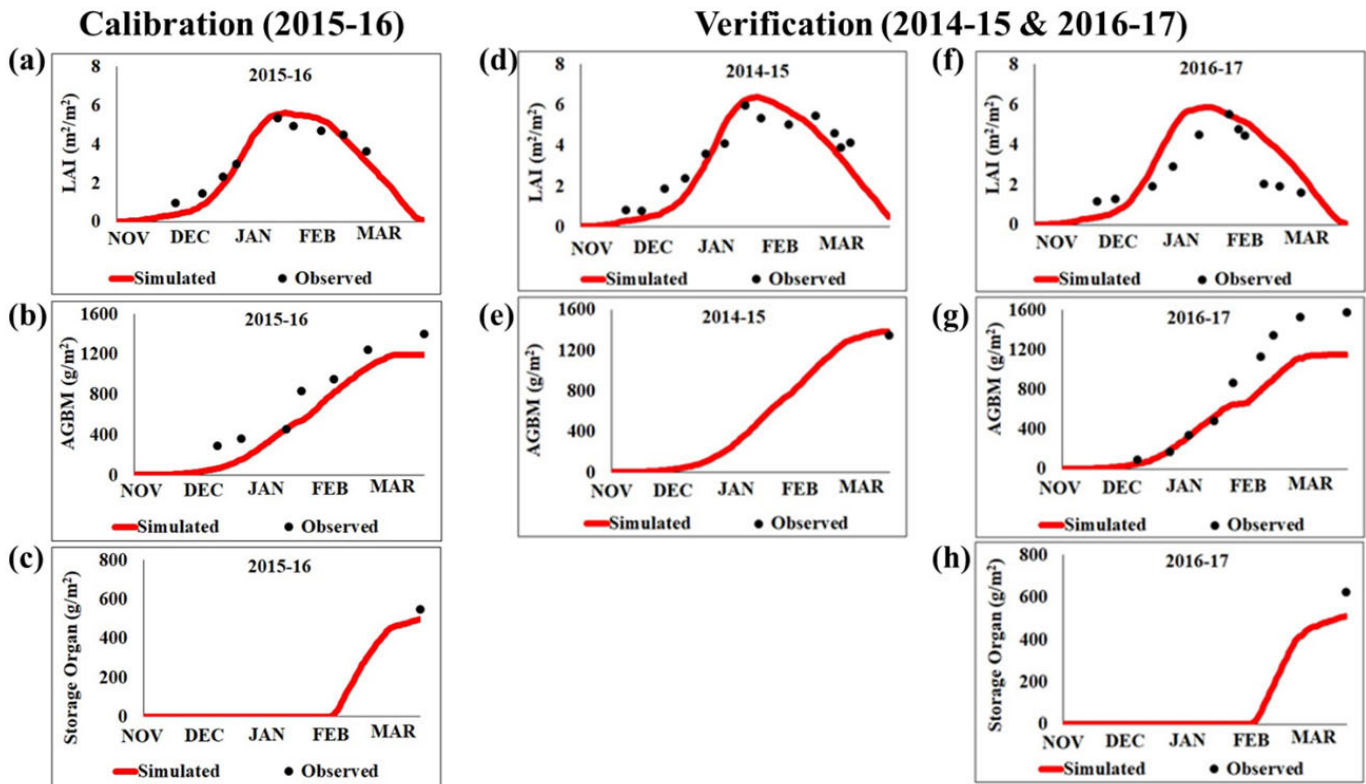 Calibration (2015-16)
Verification (2014-15 & 2016-17)
(a)
2015-16
LAI (m²/m²)
8
6
4
2
0
NOV DEC JAN FEB MAR
Simulated Observed
(b)
2015-16
AGBM (g/m²)
1600
1200
800
400
0
NOV DEC JAN FEB MAR
Simulated Observed
(c)
2015-16
Storage Organ (g/m²)
800
600
400
200
0
NOV DEC JAN FEB MAR
Simulated Observed
(d)
2014-15
LAI (m²/m²)
8
6
4
2
0
NOV DEC JAN FEB MAR
Simulated Observed
(e)
2014-15
AGBM (g/m²)
1600
1200
800
400
0
NOV DEC JAN FEB MAR
Simulated Observed
(f)
2016-17
LAI (m²/m²)
8
6
4
2
0
NOV DEC JAN FEB MAR
Simulated Observed
(g)
2016-17
AGBM (g/m²)
1600
1200
800
400
0
NOV DEC JAN FEB MAR
Simulated Observed
(h)
2016-17
Storage Organ (g/m²)
800
600
400
200
0
NOV DEC JAN FEB MAR
Simulated Observed